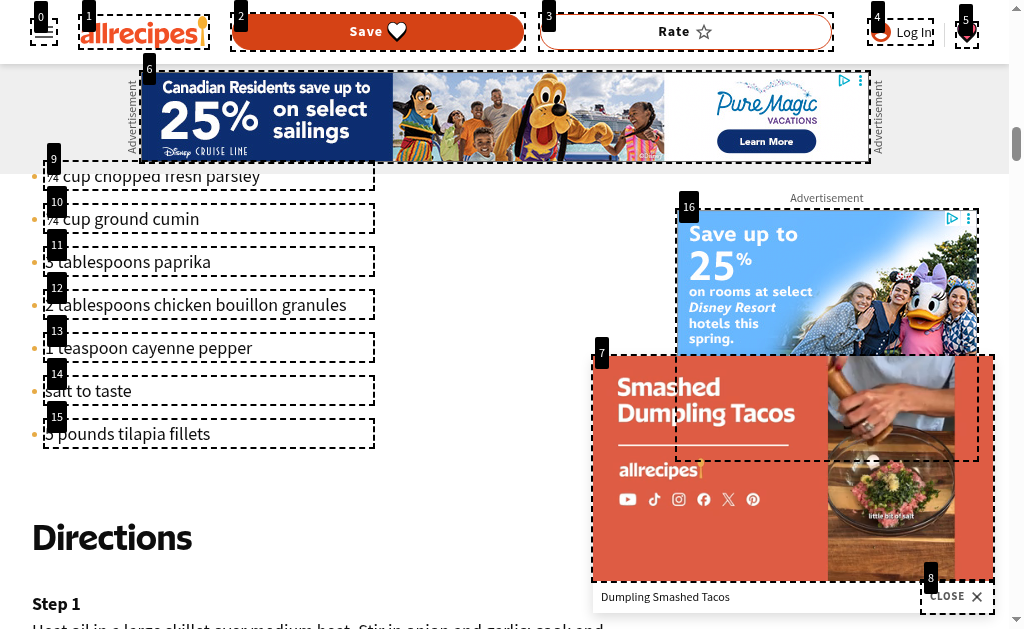 0
1
allrecipes
2
Save
3
Rate
4
Log In
5
6
Advertisement
Canadian Residents save up to
25% on select
sailings
Disney CRUISE LINE
Pure Magic
VACATIONS
Learn More
Advertisement
9
¼ cup chopped fresh parsley
10
¼ cup ground cumin
11
3 tablespoons paprika
12
2 tablespoons chicken bouillon granules
13
1 teaspoon cayenne pepper
14
salt to taste
15
5 pounds tilapia fillets
Advertisement
16
Save up to
25%
on rooms at select
Disney Resort
hotels this
spring.
7
Smashed
Dumpling Tacos
allrecipes
little bit of salt
8
Dumpling Smashed Tacos
CLOSE
Directions
Step 1
Heat oil in a large skillet over medium heat. Stir in onion and garlic; cook and